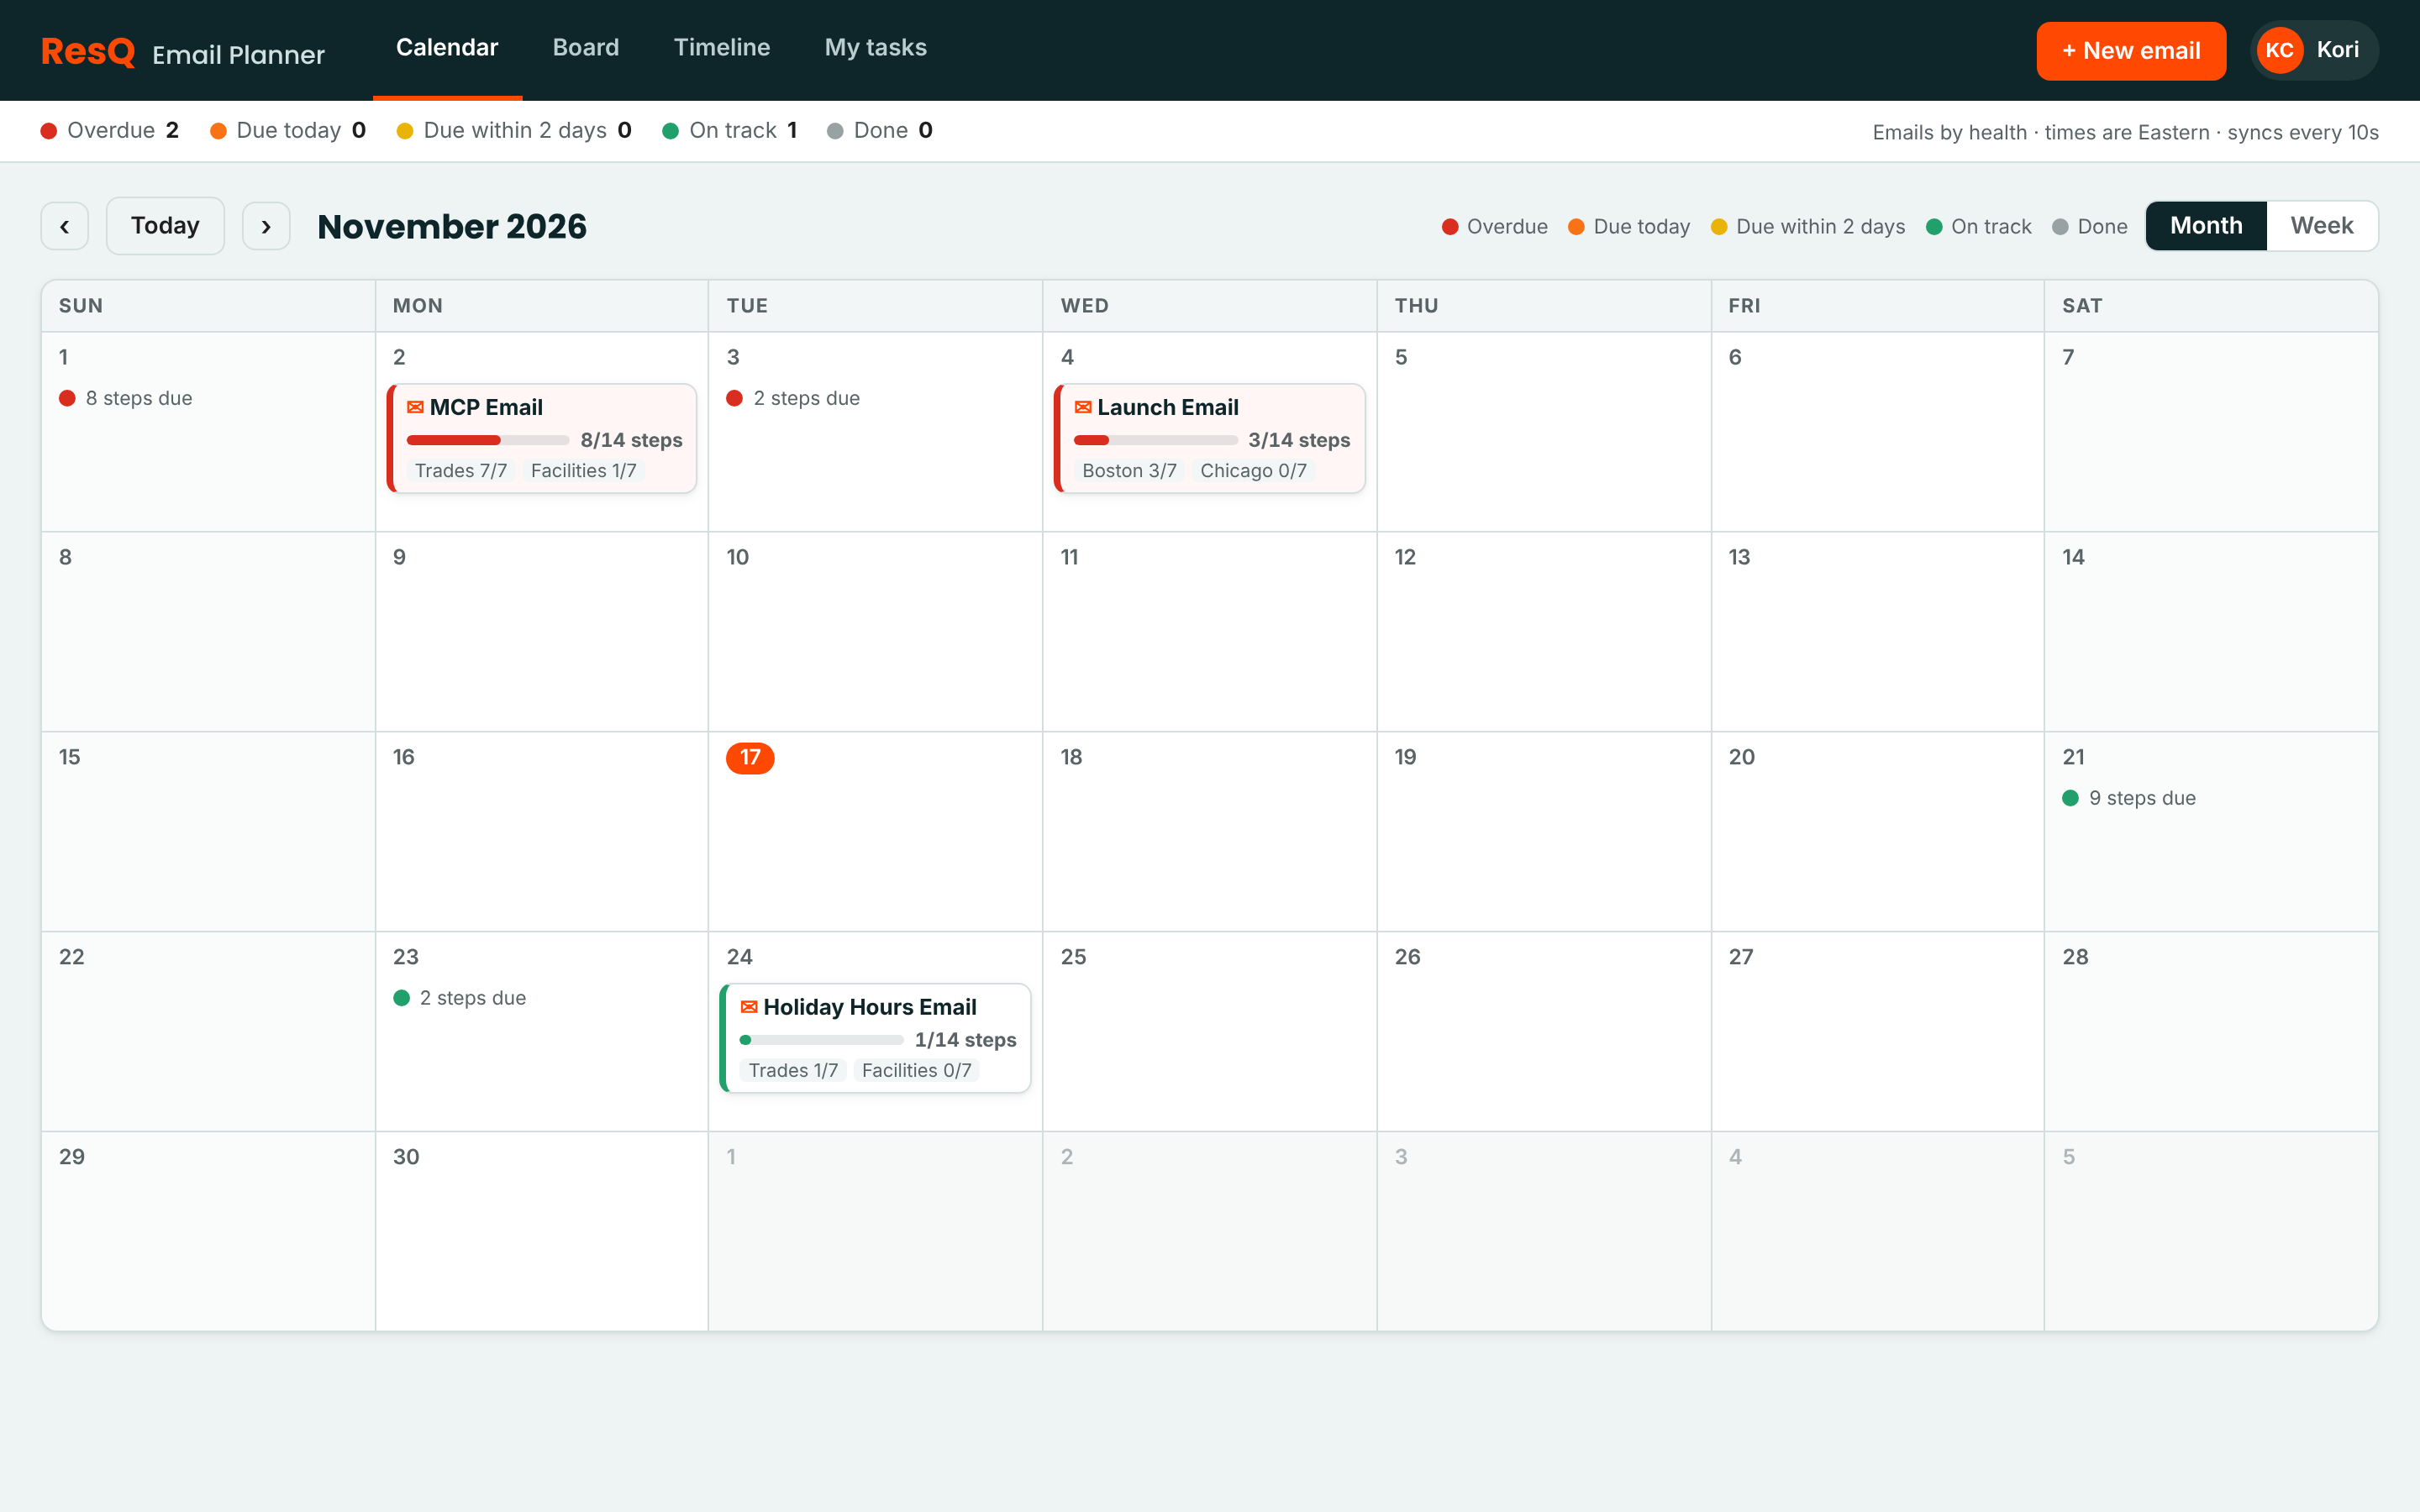 ResQ Email Planner Calendar Board Timeline My tasks + New email KC Kori
Overdue 2 Due today 0 Due within 2 days 0 On track 1 Done 0 Emails by health · times are Eastern · syncs every 10s
‹ Today › November 2026 Overdue Due today Due within 2 days On track Done Month Week
SUN MON TUE WED THU FRI SAT
1 2 3 4 5 6 7
8 steps due
MCP Email
8/14 steps
Trades 7/7 Facilities 1/7
2 steps due
Launch Email
3/14 steps
Boston 3/7 Chicago 0/7
8 9 10 11 12 13 14
15 16 17 18 19 20 21
9 steps due
22 23 24 25 26 27 28
2 steps due
Holiday Hours Email
1/14 steps
Trades 1/7 Facilities 0/7
29 30 1 2 3 4 5